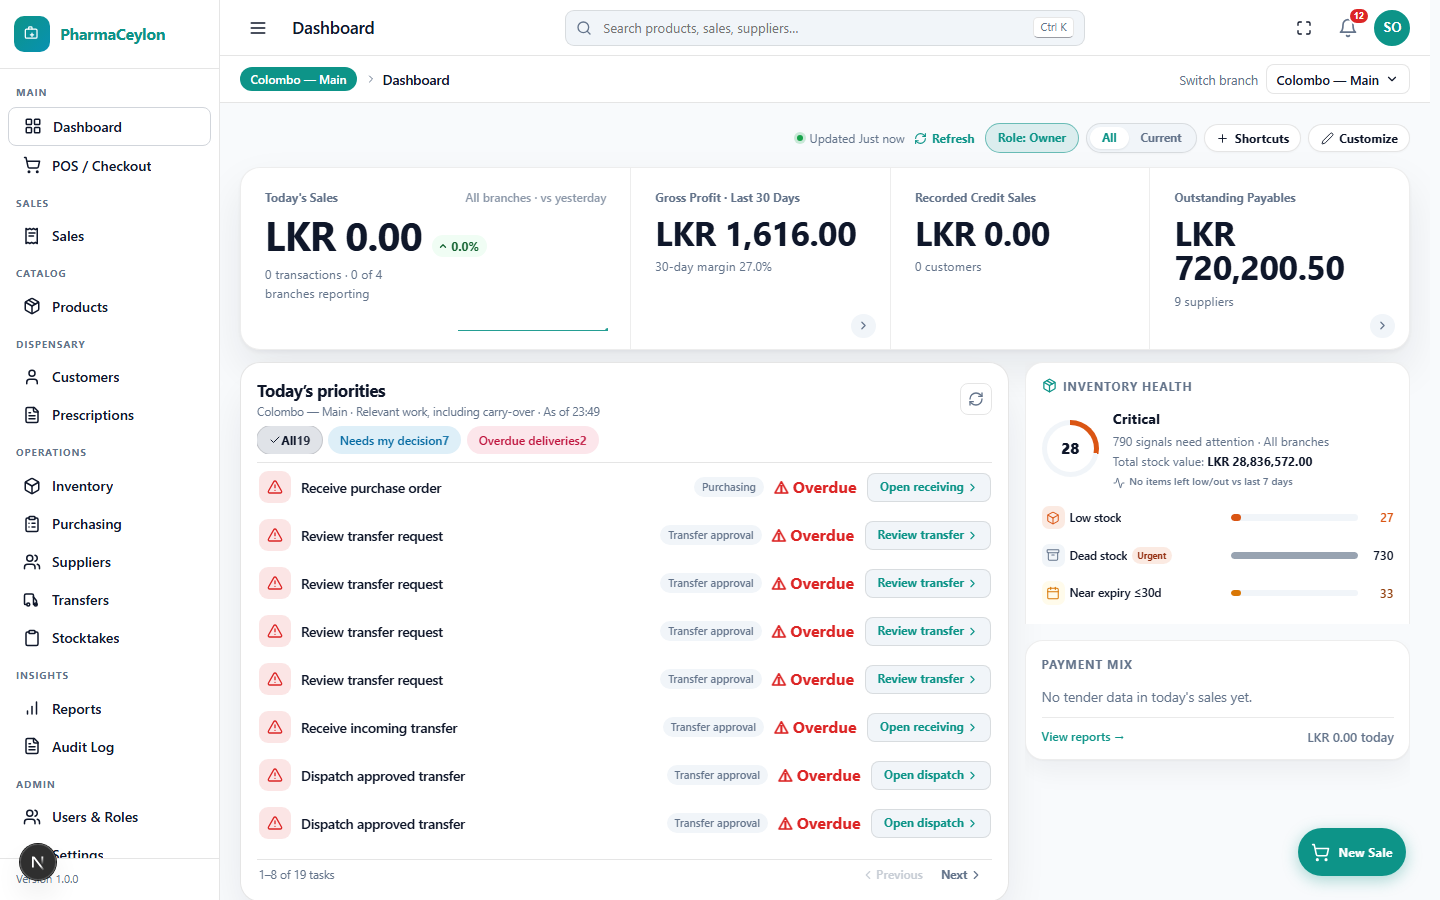 PharmaCeylon
Dashboard
Search products, sales, suppliers...
Ctrl K
12
SO
MAIN
Dashboard
POS / Checkout
SALES
Sales
CATALOG
Products
DISPENSARY
Customers
Prescriptions
OPERATIONS
Inventory
Purchasing
Suppliers
Transfers
Stocktakes
INSIGHTS
Reports
Audit Log
ADMIN
Users & Roles
Settings
N
Version 1.0.0
Colombo — Main
Dashboard
Switch branch
Colombo — Main
Updated Just now
Refresh
Role: Owner
All
Current
Shortcuts
Customize
Today's Sales
All branches · vs yesterday
LKR 0.00
0.0%
0 transactions · 0 of 4
branches reporting
Gross Profit · Last 30 Days
LKR 1,616.00
30-day margin 27.0%
Recorded Credit Sales
LKR 0.00
0 customers
Outstanding Payables
LKR
720,200.50
9 suppliers
Today's priorities
Colombo — Main · Relevant work, including carry-over · As of 23:49
All19
Needs my decision7
Overdue deliveries2
Receive purchase order
Purchasing
Overdue
Open receiving
Review transfer request
Transfer approval
Overdue
Review transfer
Review transfer request
Transfer approval
Overdue
Review transfer
Review transfer request
Transfer approval
Overdue
Review transfer
Review transfer request
Transfer approval
Overdue
Review transfer
Receive incoming transfer
Transfer approval
Overdue
Open receiving
Dispatch approved transfer
Transfer approval
Overdue
Open dispatch
Dispatch approved transfer
Transfer approval
Overdue
Open dispatch
1–8 of 19 tasks
Previous
Next
INVENTORY HEALTH
28
Critical
790 signals need attention · All branches
Total stock value: LKR 28,836,572.00
No items left low/out vs last 7 days
Low stock
27
Dead stock
Urgent
730
Near expiry ≤30d
33
PAYMENT MIX
No tender data in today's sales yet.
View reports →
LKR 0.00 today
New Sale